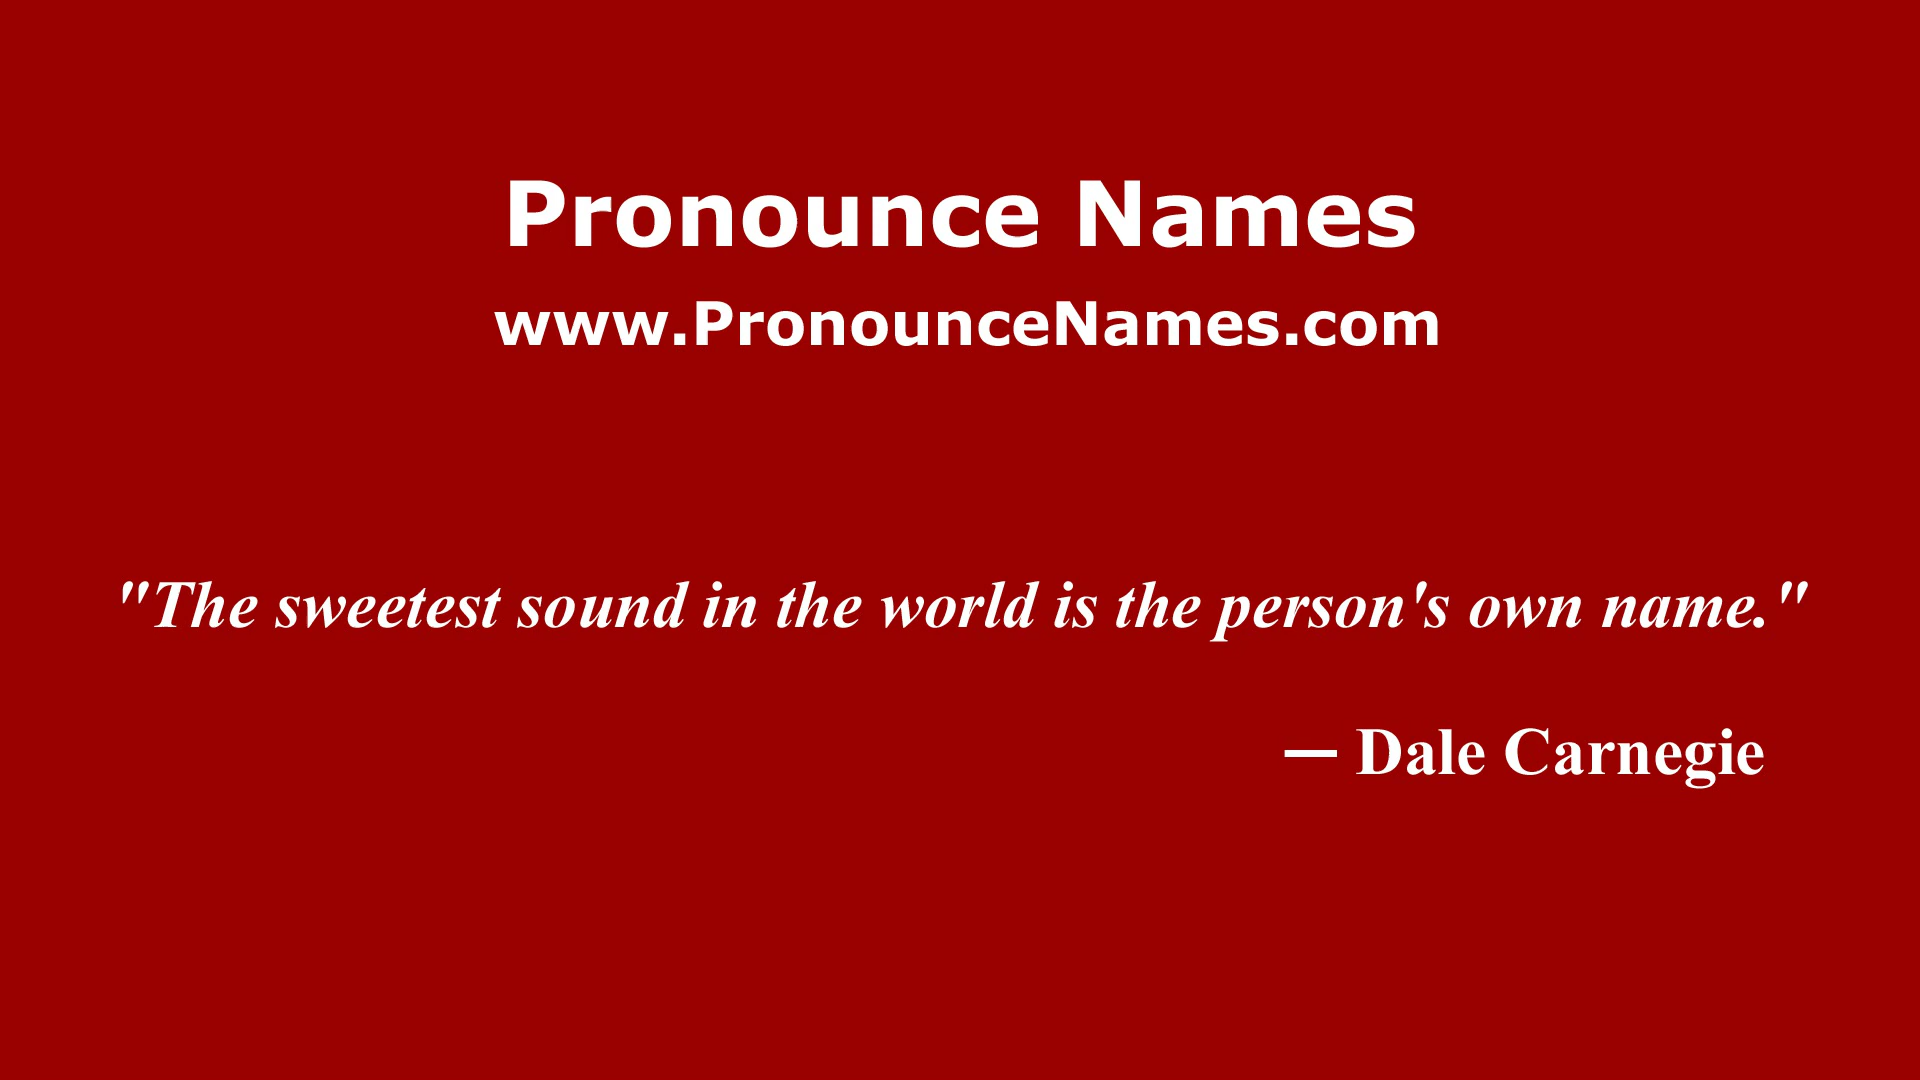 Pronounce Names
www.PronounceNames.com
"The sweetest sound in the world is the person's own name."
— Dale Carnegie